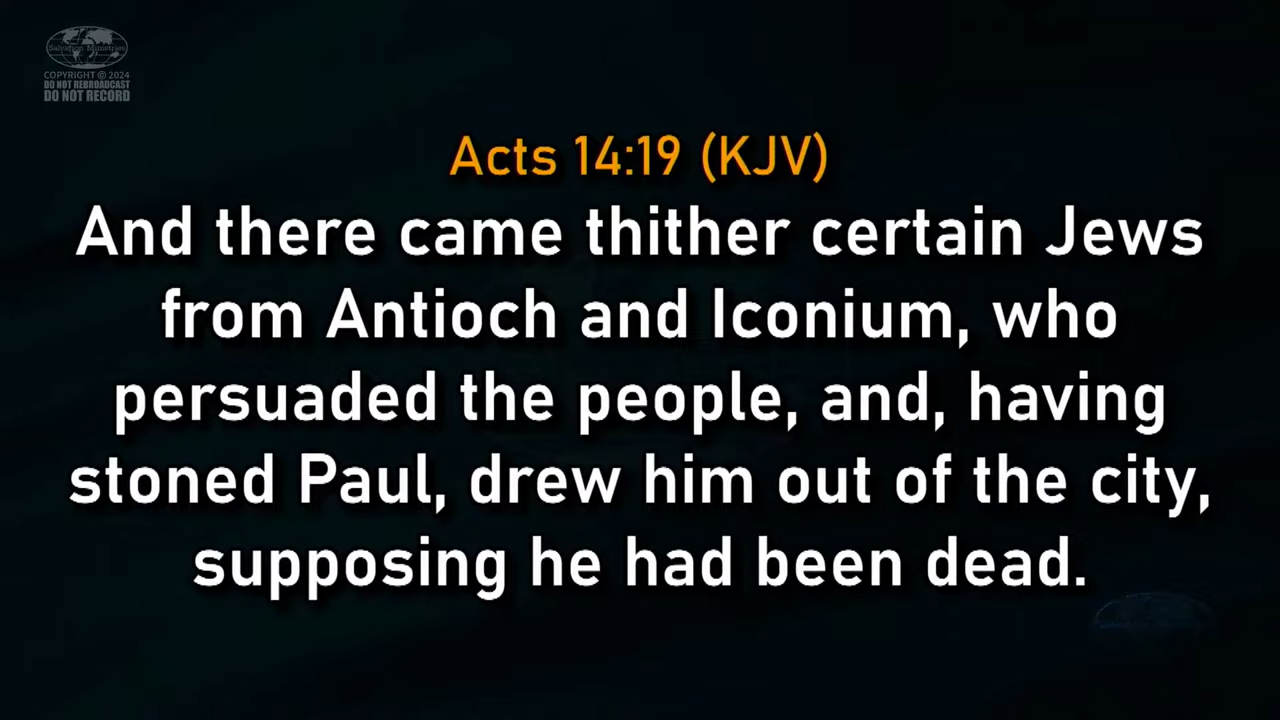 Salvation Ministries
COPYRIGHT © 2024
DO NOT REBROADCAST
DO NOT RECORD
Acts 14:19 (KJV)
And there came thither certain Jews
from Antioch and Iconium, who
persuaded the people, and, having
stoned Paul, drew him out of the city,
supposing he had been dead.